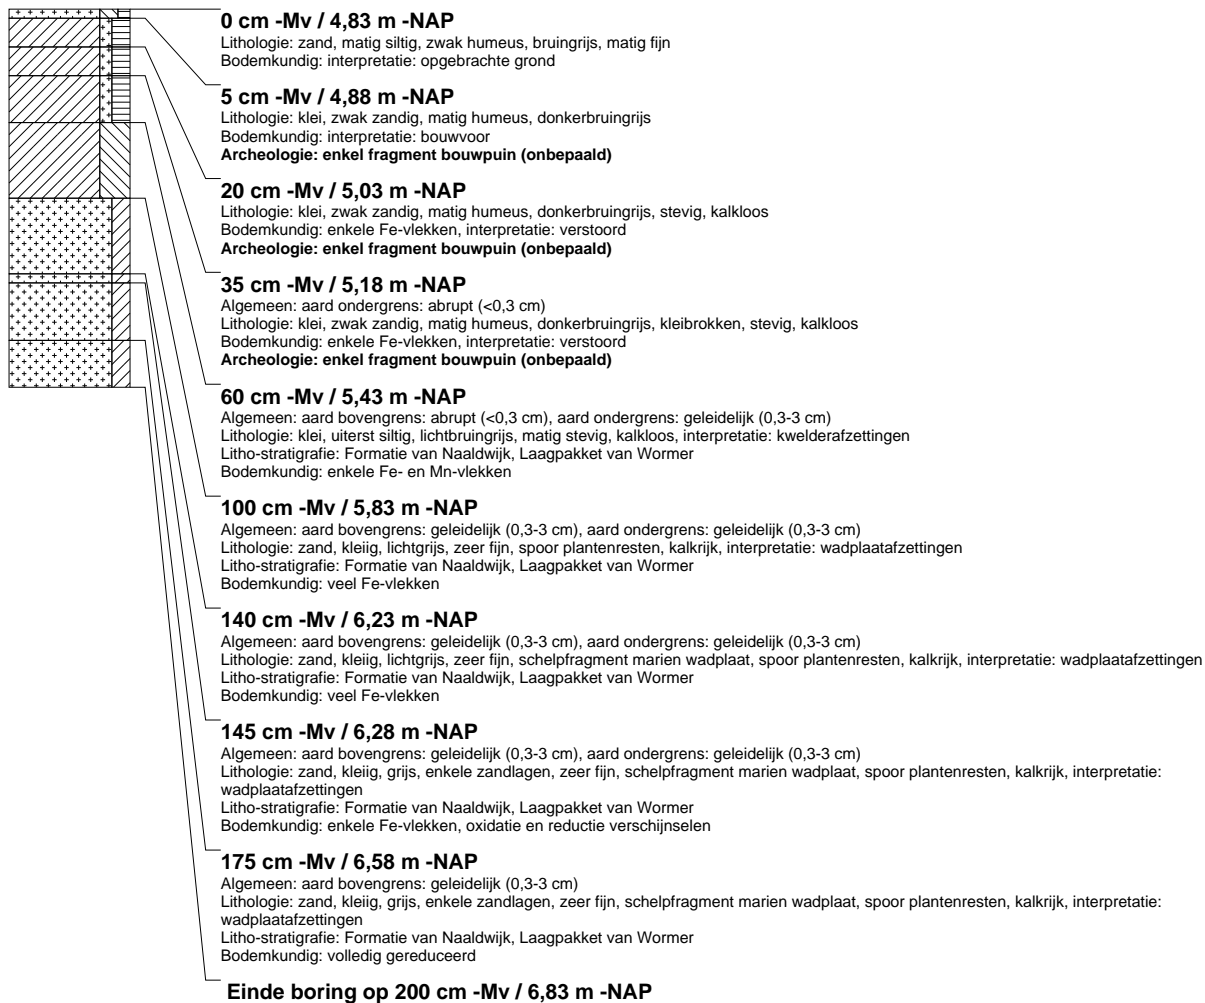 0 cm -Mv / 4,83 m -NAP
Lithologie: zand, matig siltig, zwak humeus, bruingrijs, matig fijn
Bodemkundig: interpretatie: opgebrachte grond
5 cm -Mv / 4,88 m -NAP
Lithologie: klei, zwak zandig, matig humeus, donkerbruingrijs
Bodemkundig: interpretatie: bouwvoor
Archeologie: enkel fragment bouwpuin (onbepaald)
20 cm -Mv / 5,03 m -NAP
Lithologie: klei, zwak zandig, matig humeus, donkerbruingrijs, stevig, kalkloos
Bodemkundig: enkele Fe-vlekken, interpretatie: verstoord
Archeologie: enkel fragment bouwpuin (onbepaald)
35 cm -Mv / 5,18 m -NAP
Algemeen: aard ondergrens: abrupt (<0,3 cm)
Lithologie: klei, zwak zandig, matig humeus, donkerbruingrijs, kleibrokken, stevig, kalkloos
Bodemkundig: enkele Fe-vlekken, interpretatie: verstoord
Archeologie: enkel fragment bouwpuin (onbepaald)
60 cm -Mv / 5,43 m -NAP
Algemeen: aard bovengrens: abrupt (<0,3 cm), aard ondergrens: geleidelijk (0,3-3 cm)
Lithologie: klei, uiterst siltig, lichtbruingrijs, matig stevig, kalkloos, interpretatie: kwelderafzettingen
Litho-stratigrafie: Formatie van Naaldwijk, Laagpakket van Wormer
Bodemkundig: enkele Fe- en Mn-vlekken
100 cm -Mv / 5,83 m -NAP
Algemeen: aard bovengrens: geleidelijk (0,3-3 cm), aard ondergrens: geleidelijk (0,3-3 cm)
Lithologie: zand, kleiig, lichtgrijs, zeer fijn, spoor plantenresten, kalkrijk, interpretatie: wadplaatafzettingen
Litho-stratigrafie: Formatie van Naaldwijk, Laagpakket van Wormer
Bodemkundig: veel Fe-vlekken
140 cm -Mv / 6,23 m -NAP
Algemeen: aard bovengrens: geleidelijk (0,3-3 cm), aard ondergrens: geleidelijk (0,3-3 cm)
Lithologie: zand, kleiig, lichtgrijs, zeer fijn, schelpfragment marien wadplaat, spoor plantenresten, kalkrijk, interpretatie: wadplaatafzettingen
Litho-stratigrafie: Formatie van Naaldwijk, Laagpakket van Wormer
Bodemkundig: veel Fe-vlekken
145 cm -Mv / 6,28 m -NAP
Algemeen: aard bovengrens: geleidelijk (0,3-3 cm), aard ondergrens: geleidelijk (0,3-3 cm)
Lithologie: zand, kleiig, grijs, enkele zandlagen, zeer fijn, schelpfragment marien wadplaat, spoor plantenresten, kalkrijk, interpretatie:
wadplaatafzettingen
Litho-stratigrafie: Formatie van Naaldwijk, Laagpakket van Wormer
Bodemkundig: enkele Fe-vlekken, oxidatie en reductie verschijnselen
175 cm -Mv / 6,58 m -NAP
Algemeen: aard bovengrens: geleidelijk (0,3-3 cm)
Lithologie: zand, kleiig, grijs, enkele zandlagen, zeer fijn, schelpfragment marien wadplaat, spoor plantenresten, kalkrijk, interpretatie:
wadplaatafzettingen
Litho-stratigrafie: Formatie van Naaldwijk, Laagpakket van Wormer
Bodemkundig: volledig gereduceerd
Einde boring op 200 cm -Mv / 6,83 m -NAP